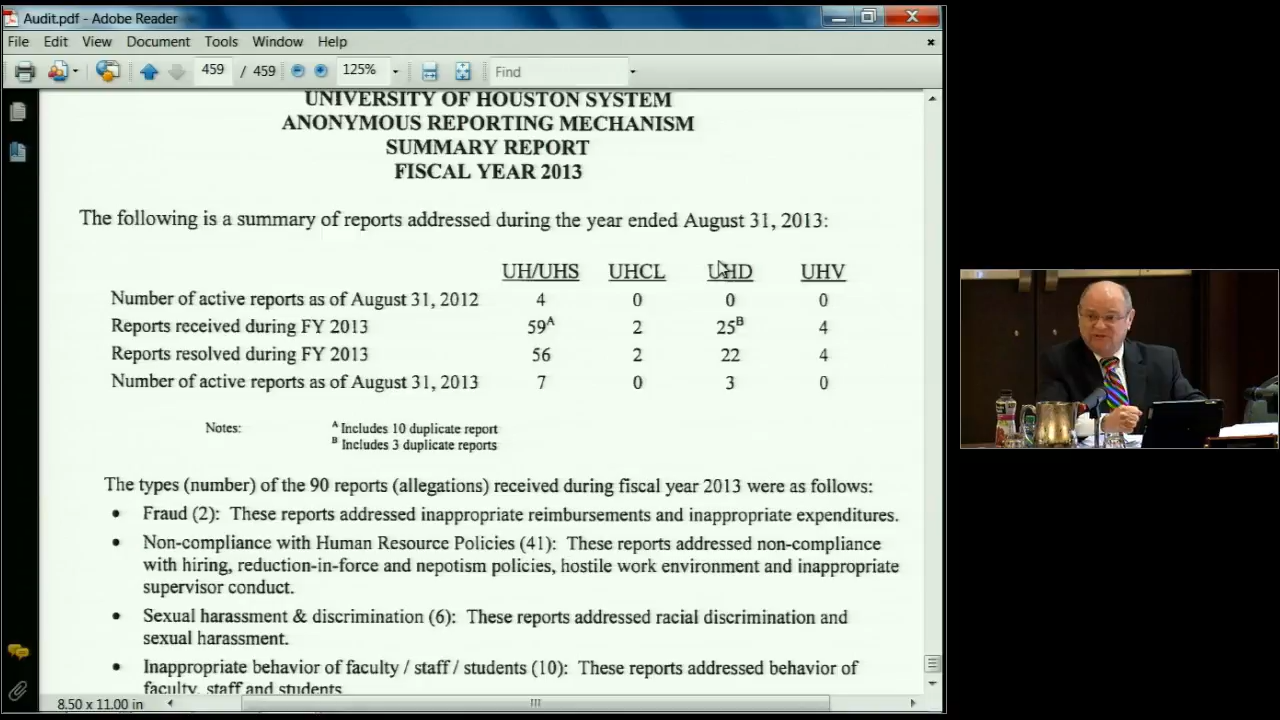 Audit.pdf - Adobe Reader
File Edit View Document Tools Window Help
459 / 459 125% Find
UNIVERSITY OF HOUSTON SYSTEM
ANONYMOUS REPORTING MECHANISM
SUMMARY REPORT
FISCAL YEAR 2013
The following is a summary of reports addressed during the year ended August 31, 2013:
UH/UHS UHCL UHD UHV
Number of active reports as of August 31, 2012 4 0 0 0
Reports received during FY 2013 59A 2 25B 4
Reports resolved during FY 2013 56 2 22 4
Number of active reports as of August 31, 2013 7 0 3 0
Notes: A Includes 10 duplicate report
B Includes 3 duplicate reports
The types (number) of the 90 reports (allegations) received during fiscal year 2013 were as follows:
• Fraud (2): These reports addressed inappropriate reimbursements and inappropriate expenditures.
• Non-compliance with Human Resource Policies (41): These reports addressed non-compliance
with hiring, reduction-in-force and nepotism policies, hostile work environment and inappropriate
supervisor conduct.
• Sexual harassment & discrimination (6): These reports addressed racial discrimination and
sexual harassment.
• Inappropriate behavior of faculty / staff / students (10): These reports addressed behavior of
faculty, staff and students
8.50 x 11.00 in